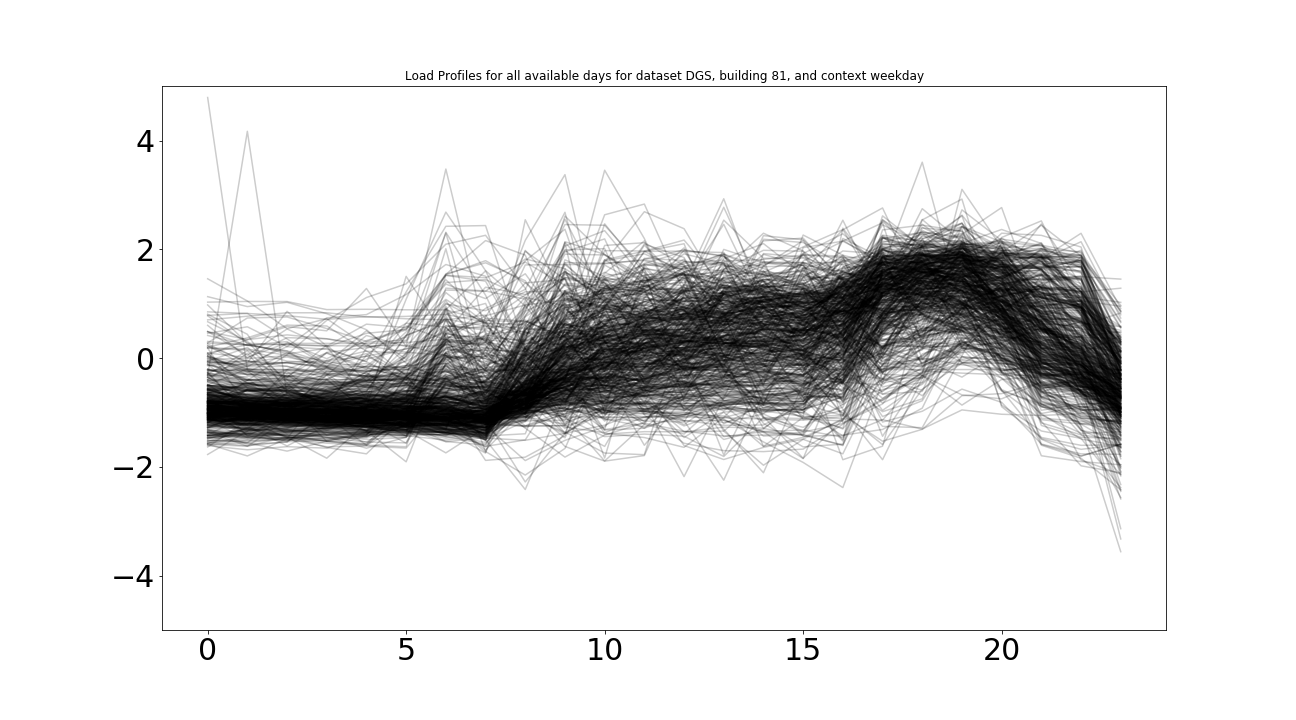 Load Profiles for all available days for dataset DGS, building 81, and context weekday
4
2
0
−2
−4
0 5 10 15 20